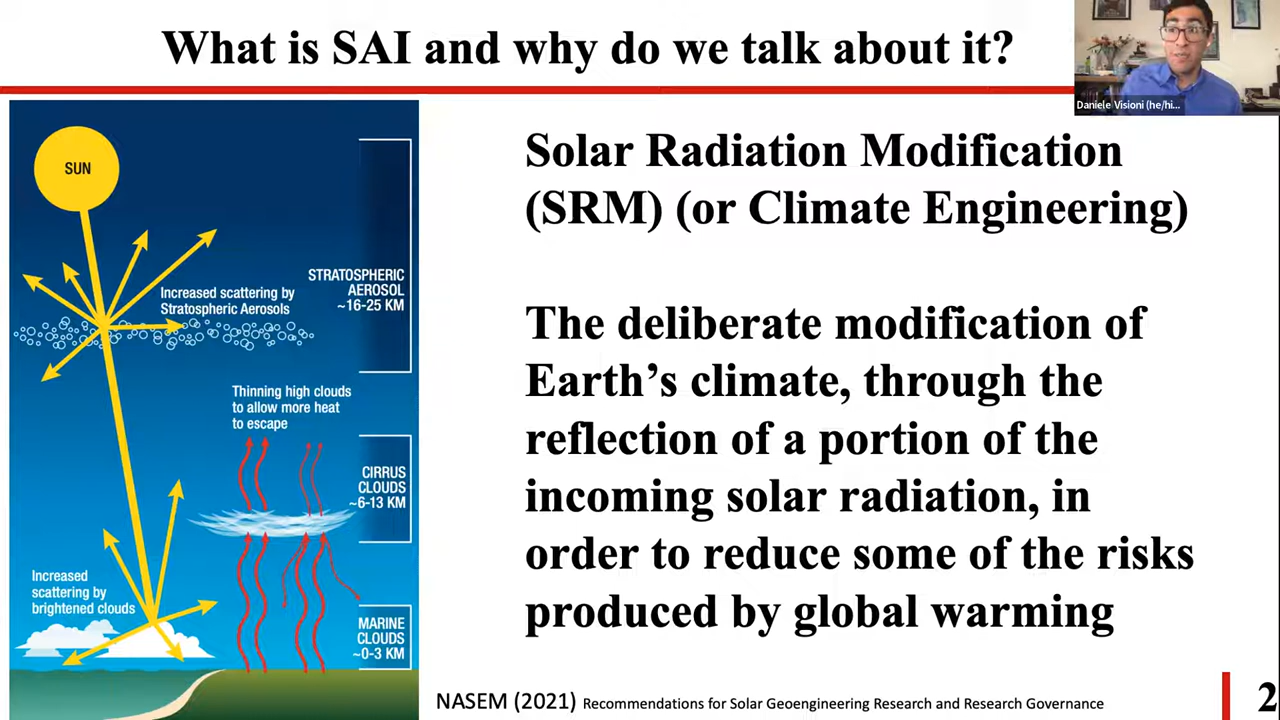 What is SAI and why do we talk about it?
Daniele Visioni (he/hi...
SUN
STRATOSPHERIC
AEROSOL
~16-25 KM
Increased scattering by
Stratospheric Aerosols
Thinning high clouds
to allow more heat
to escape
CIRRUS
CLOUDS
~6-13 KM
Increased
scattering by
brightened clouds
MARINE
CLOUDS
~0-3 KM
Solar Radiation Modification
(SRM) (or Climate Engineering)
The deliberate modification of
Earth’s climate, through the
reflection of a portion of the
incoming solar radiation, in
order to reduce some of the risks
produced by global warming
NASEM (2021) Recommendations for Solar Geoengineering Research and Research Governance
2